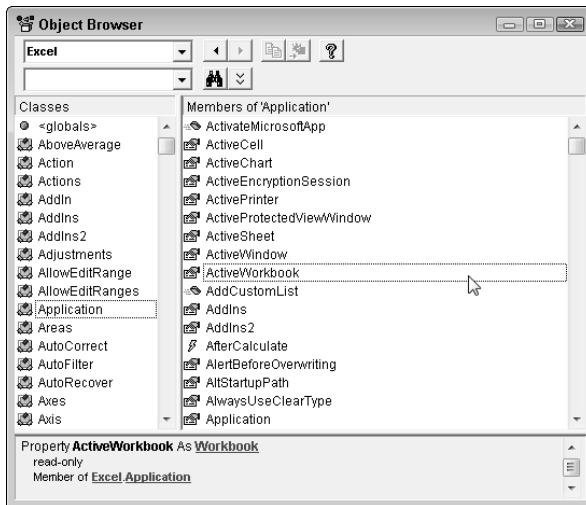 Object Browser
Excel
Classes
Members of 'Application'
<globals>
AboveAverage
Action
Actions
AddIn
AddIns
AddIns2
Adjustments
AllowEditRange
AllowEditRanges
Application
Areas
AutoCorrect
AutoFilter
AutoRecover
Axes
Axis
ActivateMicrosoftApp
ActiveCell
ActiveChart
ActiveEncryptionSession
ActivePrinter
ActiveProtectedViewWindow
ActiveSheet
ActiveWindow
ActiveWorkbook
AddCustomList
AddIns
AddIns2
AfterCalculate
AlertBeforeOverwriting
AltStartupPath
AlwaysUseClearType
Application
Property ActiveWorkbook As Workbook
read-only
Member of Excel.Application